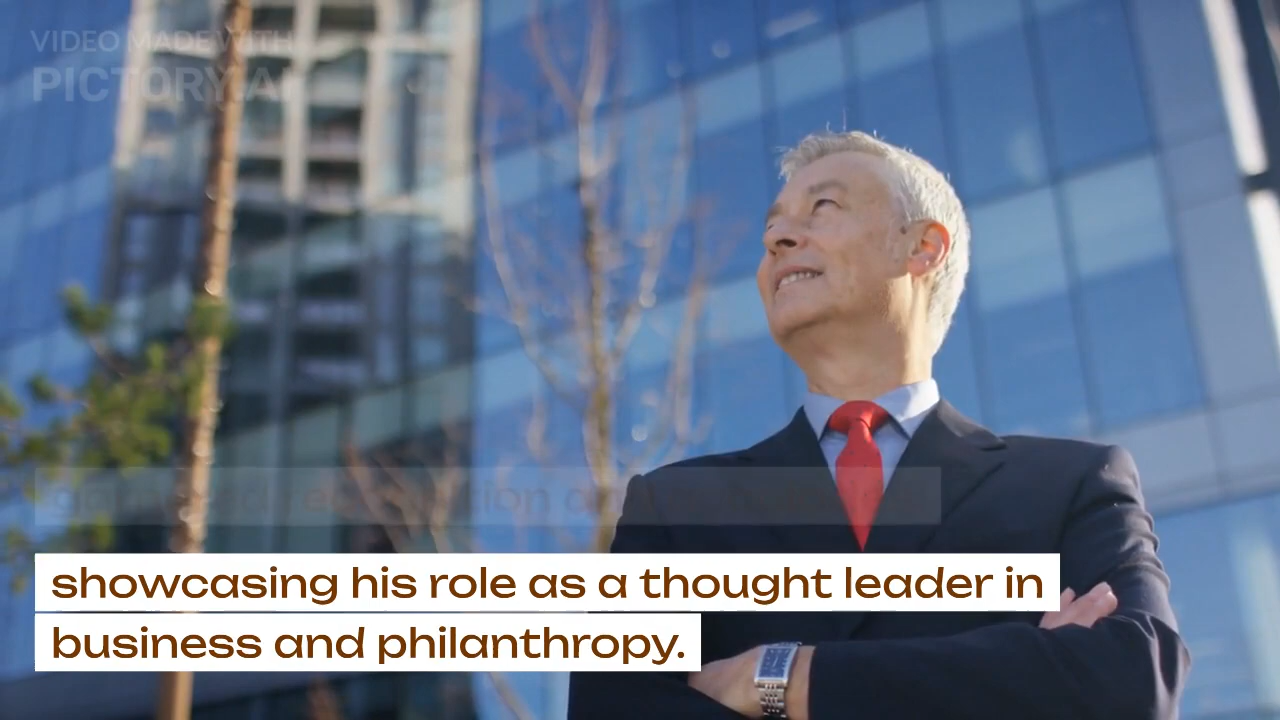 VIDEO MADE WITH
PICTORY.AI
showcasing his role as a thought leader in
business and philanthropy.